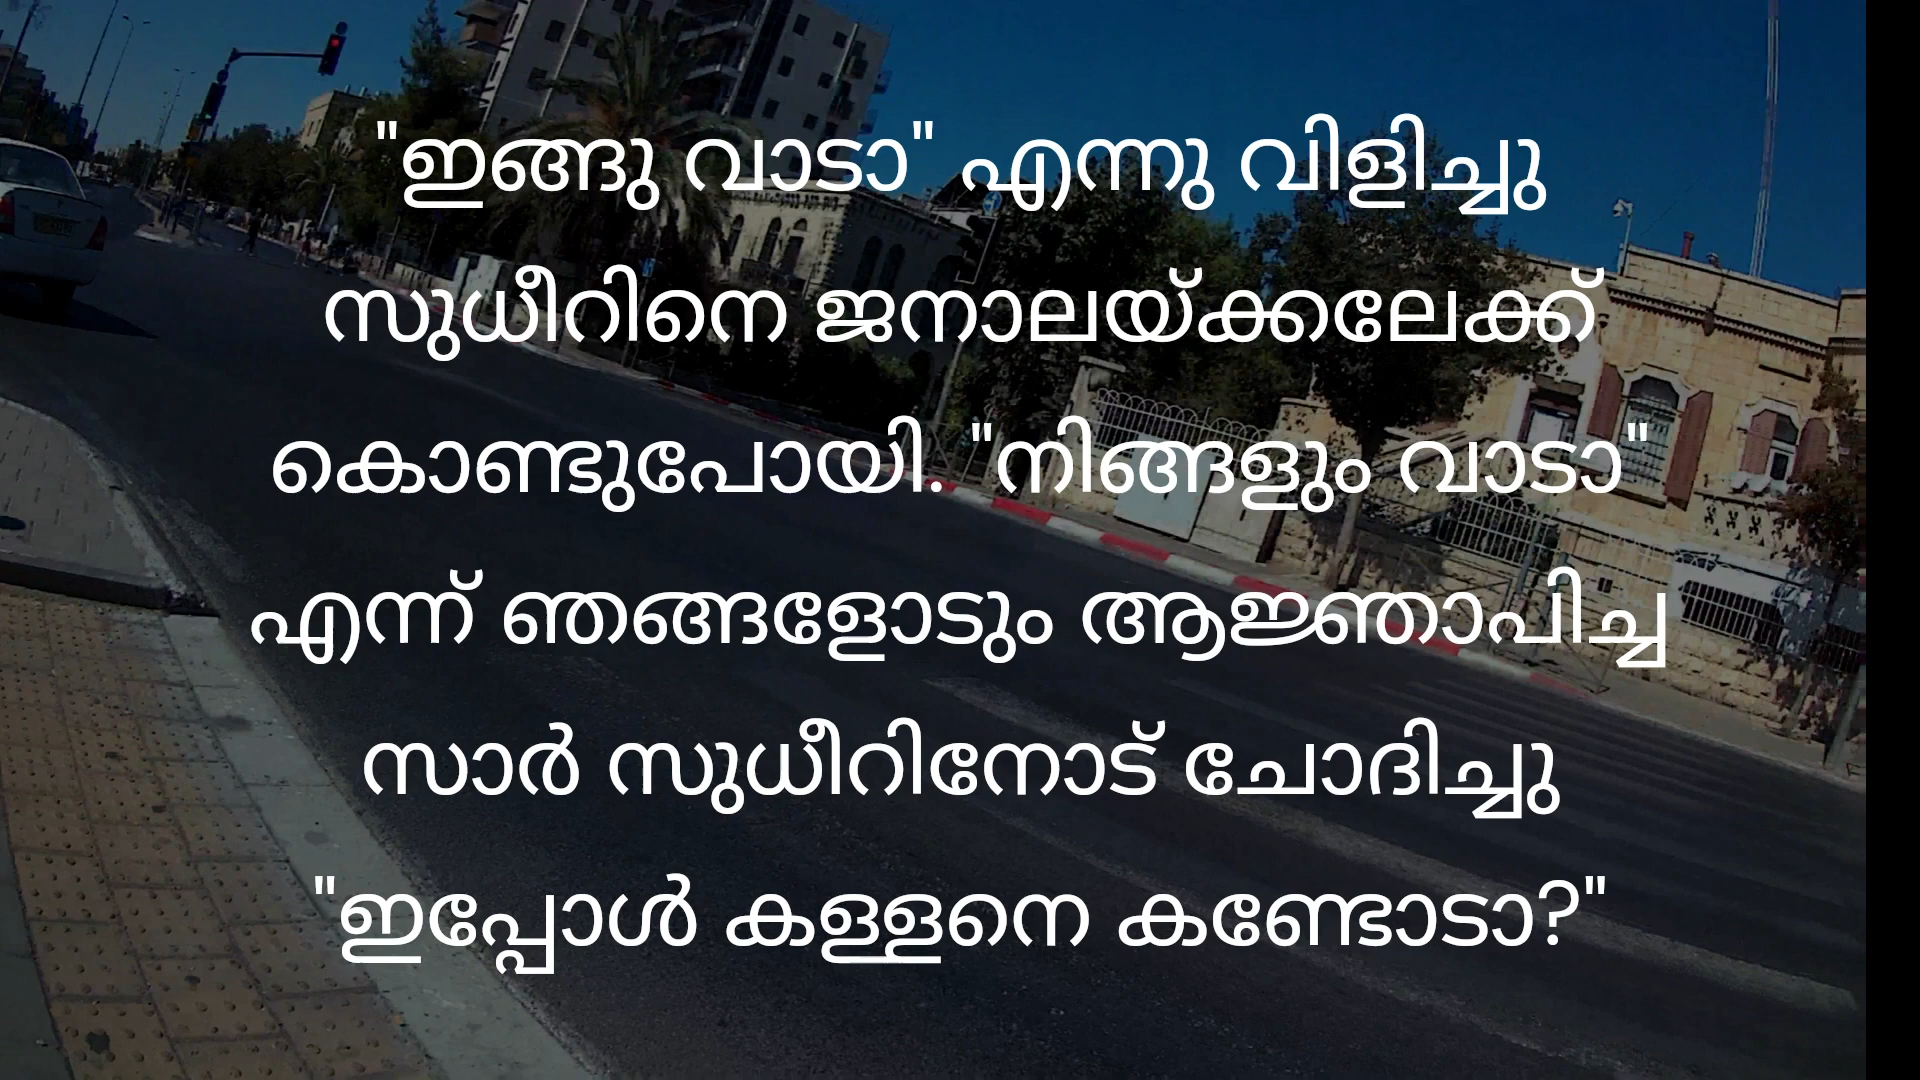 "ഇങ്ങു വാടാ" എന്നു വിളിച്ചു
സുധീറിനെ ജനാലയ്ക്കലേക്ക്
കൊണ്ടുപോയി. "നിങ്ങളും വാടാ"
എന്ന് ഞങ്ങളോടും ആജ്ഞാപിച്ച
സാർ സുധീറിനോട് ചോദിച്ചു
"ഇപ്പോൾ കള്ളനെ കണ്ടോടാ?"